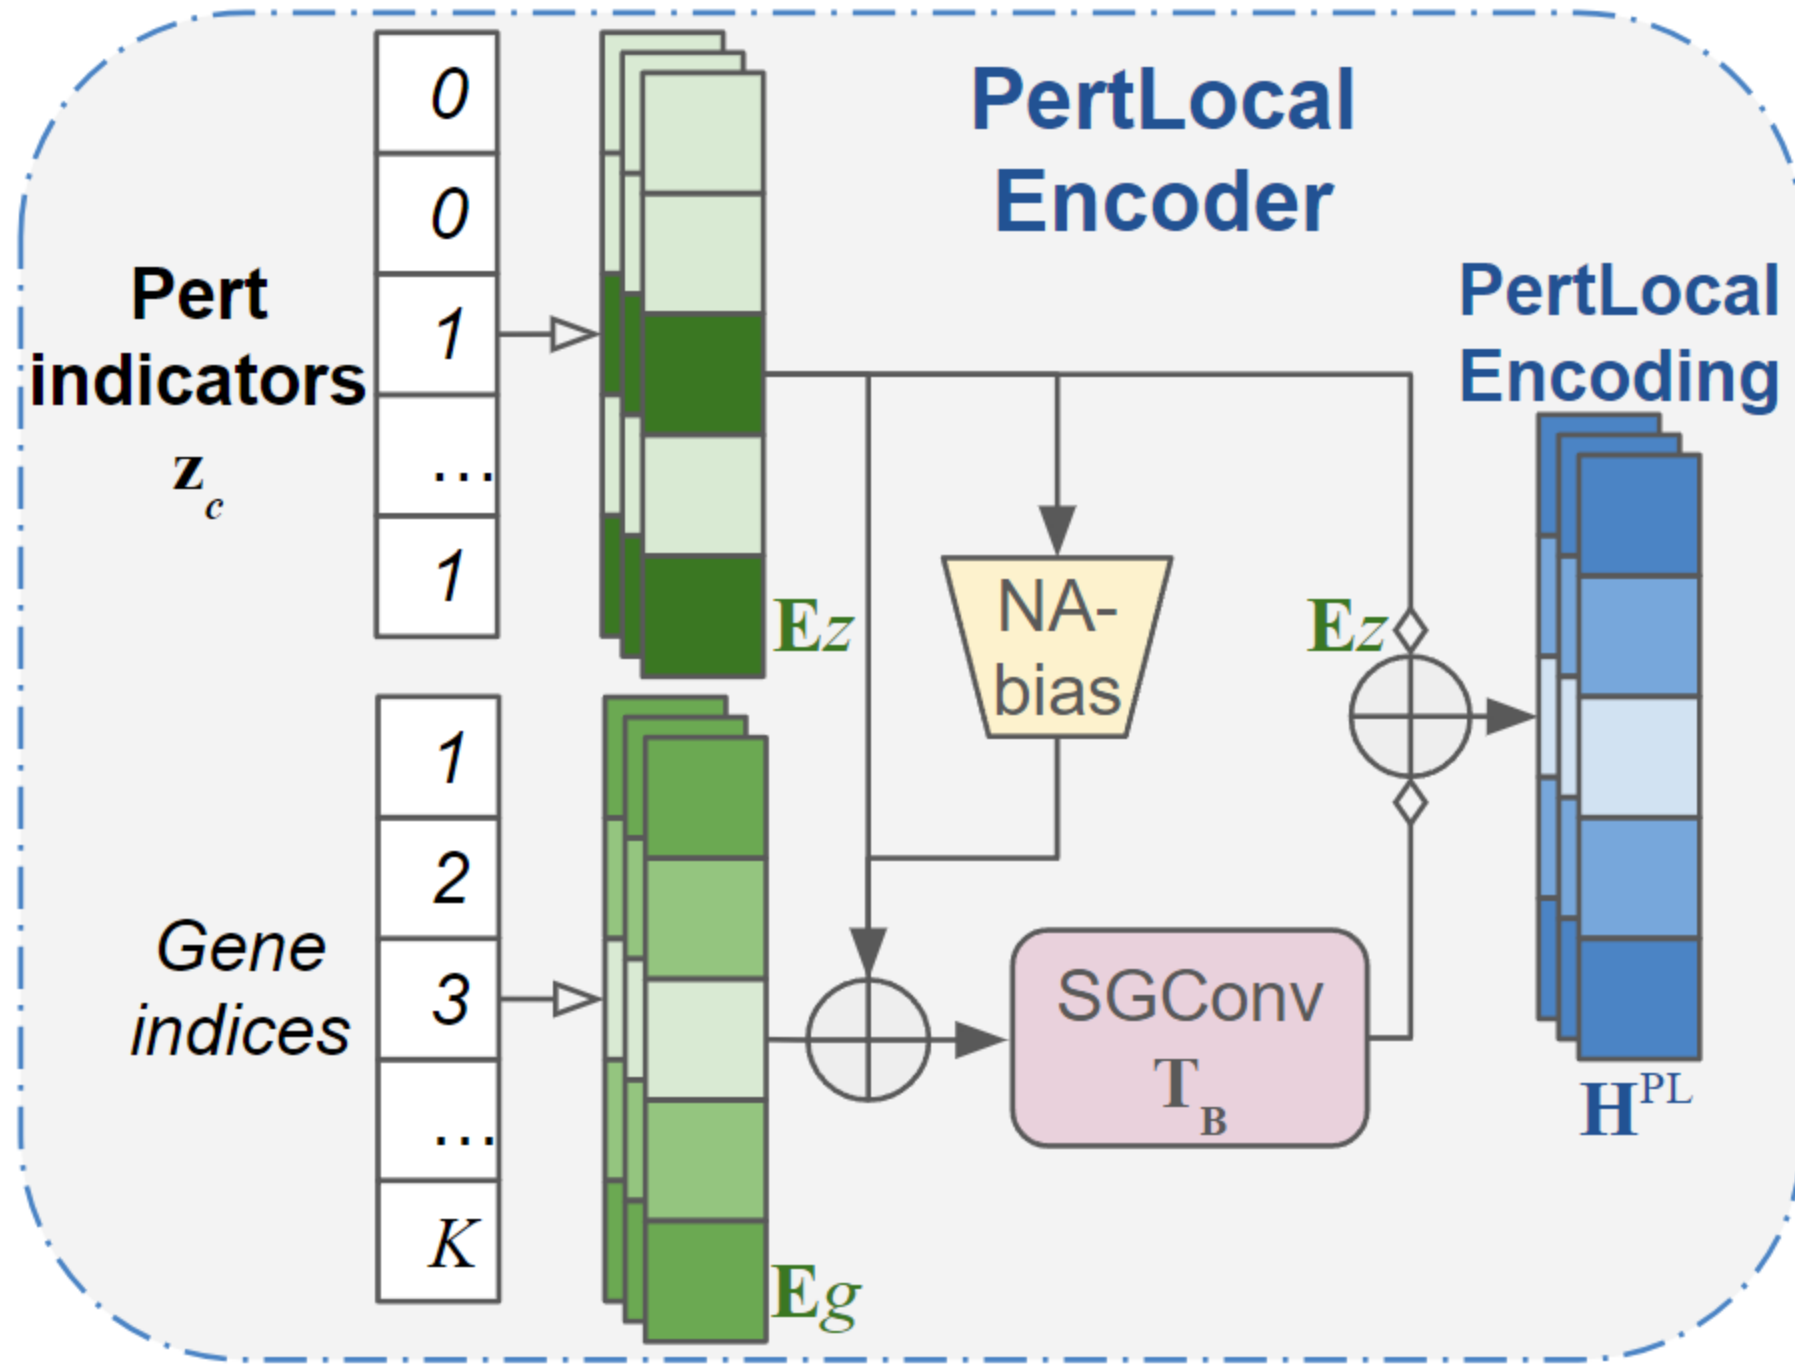 PertLocal
Encoder
Pert
indicators
z_c
0
0
1
...
1
Ez
NA-
bias
Ez
PertLocal
Encoding
Gene
indices
1
2
3
...
K
Eg
SGConv
T_B
H^PL